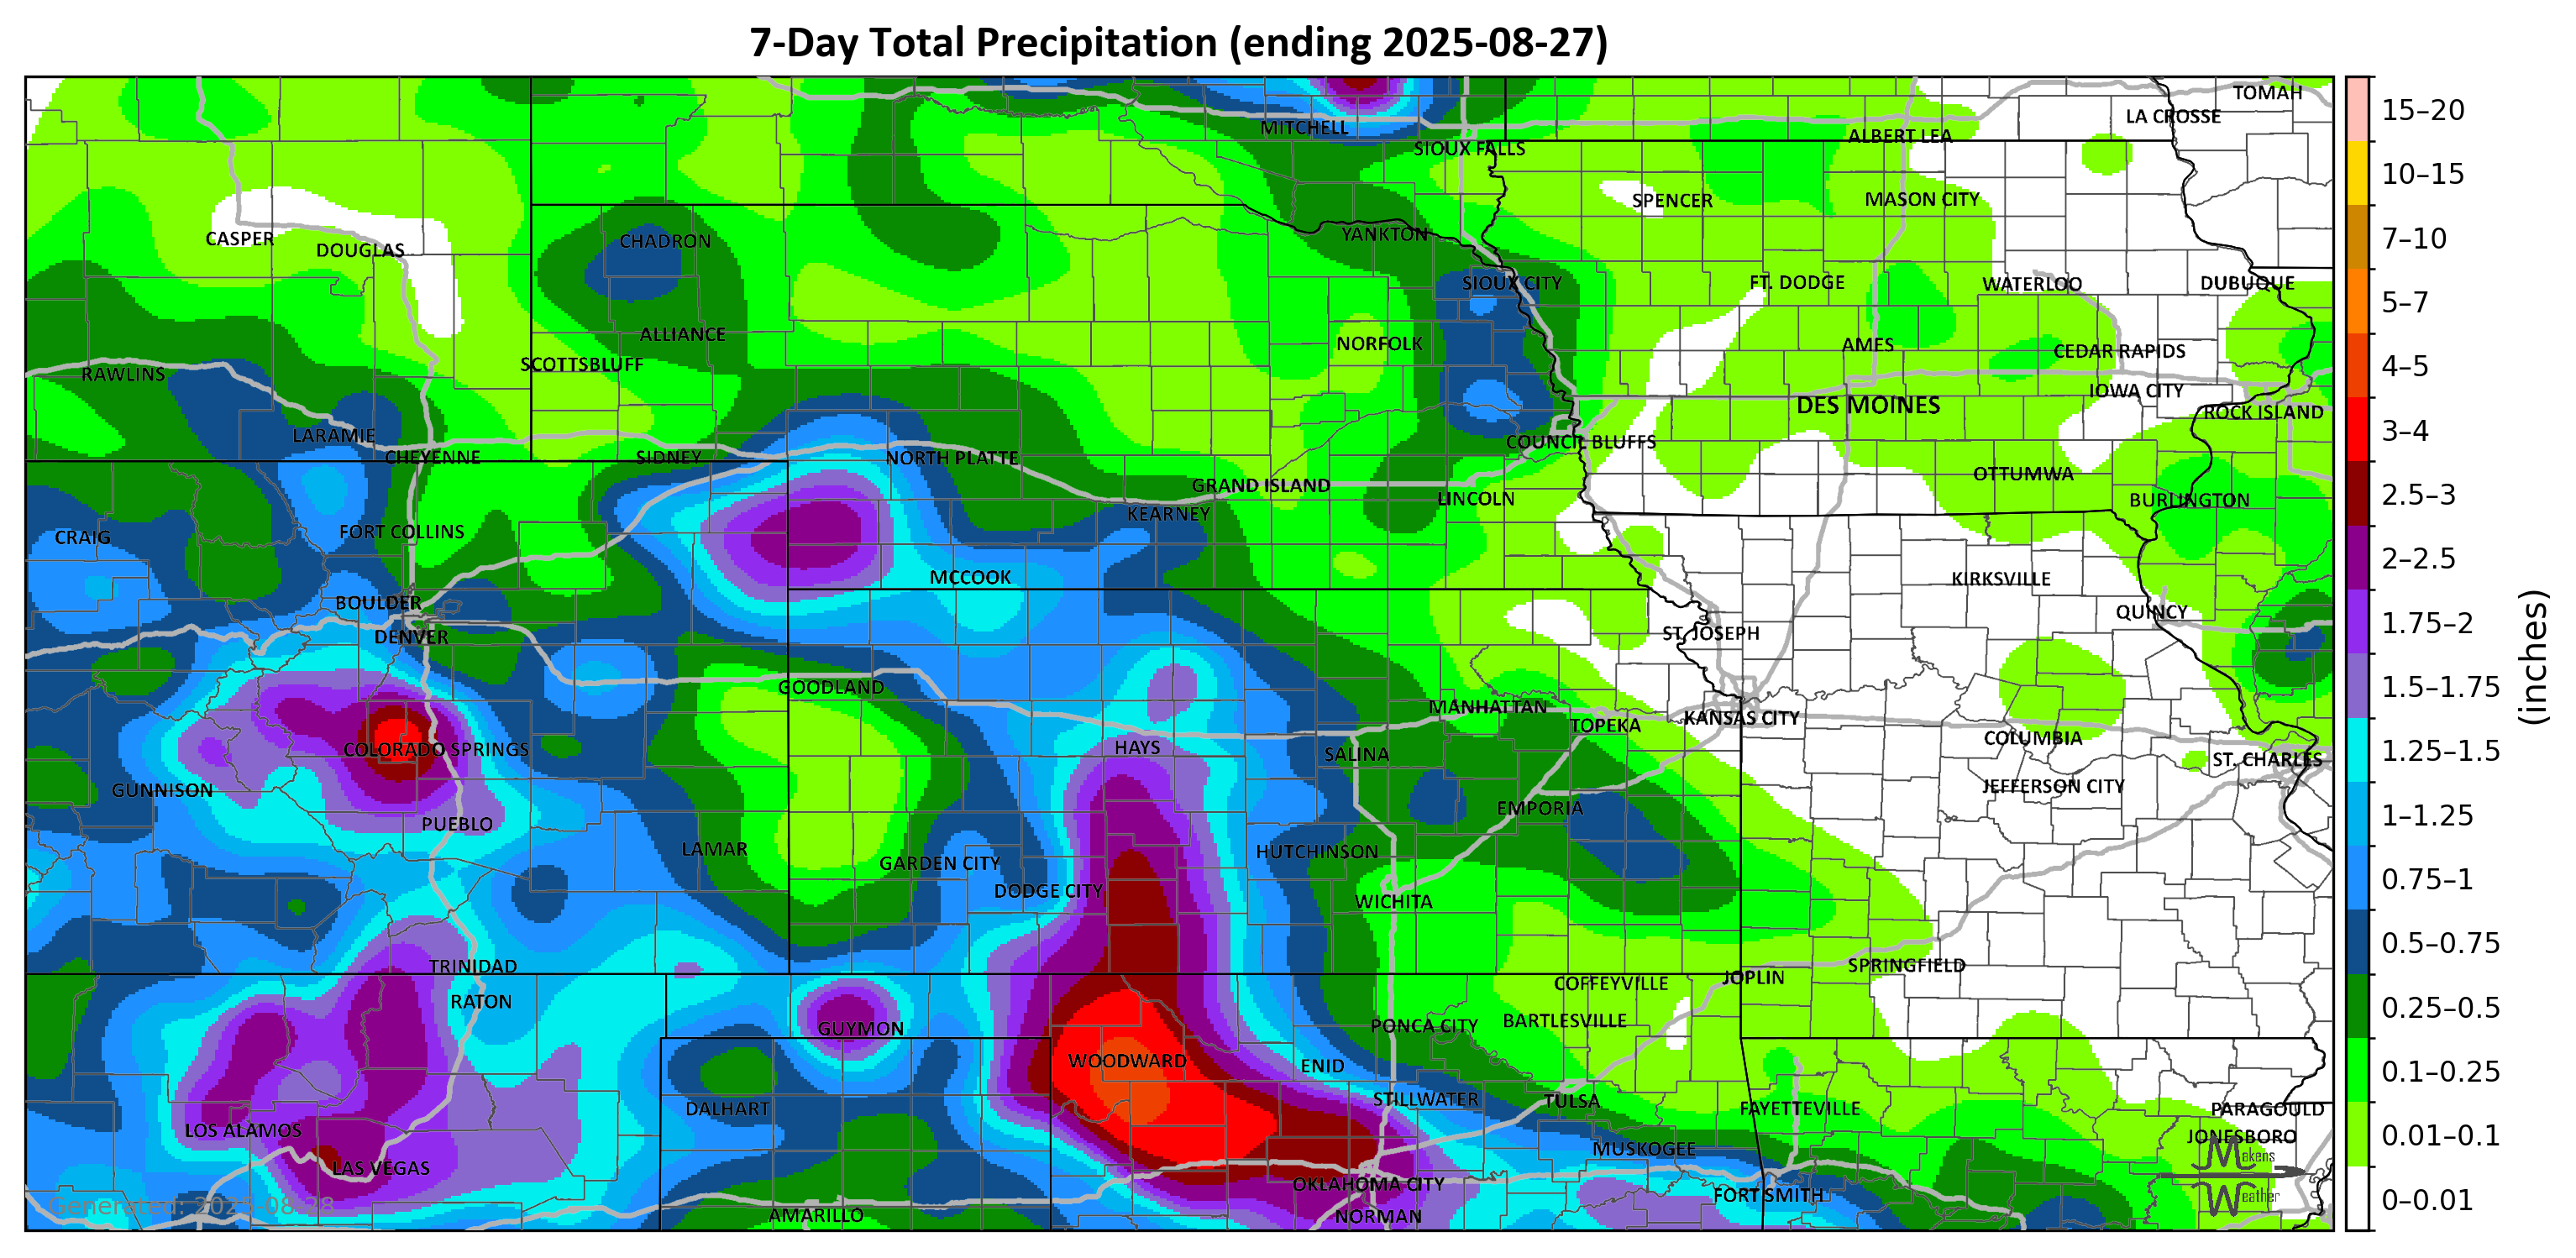 7-Day Total Precipitation (ending 2025-08-27)
TOMAH
LA CROSSE
MITCHELL
ALBERT LEA
SIOUX FALLS
SPENCER
MASON CITY
YANKTON
CASPER
CHADRON
DOUGLAS
SIOUX CITY
FT. DODGE
WATERLOO
DUBUQUE
ALLIANCE
NORFOLK
AMES
CEDAR RAPIDS
SCOTTSBLUFF
RAWLINS
IOWA CITY
DES MOINES
ROCK ISLAND
LARAMIE
COUNCIL BLUFFS
CHEYENNE
SIDNEY
NORTH PLATTE
OTTUMWA
GRAND ISLAND
LINCOLN
BURLINGTON
KEARNEY
CRAIG
FORT COLLINS
MCCOOK
KIRKSVILLE
BOULDER
QUINCY
DENVER
ST. JOSEPH
GOODLAND
MANHATTAN
TOPEKA
KANSAS CITY
COLUMBIA
COLORADO SPRINGS
HAYS
SALINA
ST. CHARLES
GUNNISON
JEFFERSON CITY
EMPORIA
PUEBLO
LAMAR
GARDEN CITY
HUTCHINSON
DODGE CITY
WICHITA
TRINIDAD
SPRINGFIELD
JOPLIN
COFFEYVILLE
RATON
GUYMON
PONCA CITY
BARTLESVILLE
WOODWARD
ENID
STILLWATER
TULSA
DALHART
FAYETTEVILLE
PARAGOULD
LOS ALAMOS
JONESBORO
MUSKOGEE
LAS VEGAS
OKLAHOMA CITY
FORT SMITH
AMARILLO
NORMAN
Generated: 2025-08-28
Makens
Weather
15–20
10–15
7–10
5–7
4–5
3–4
2.5–3
2–2.5
1.75–2
1.5–1.75
1.25–1.5
1–1.25
0.75–1
0.5–0.75
0.25–0.5
0.1–0.25
0.01–0.1
0–0.01
(inches)